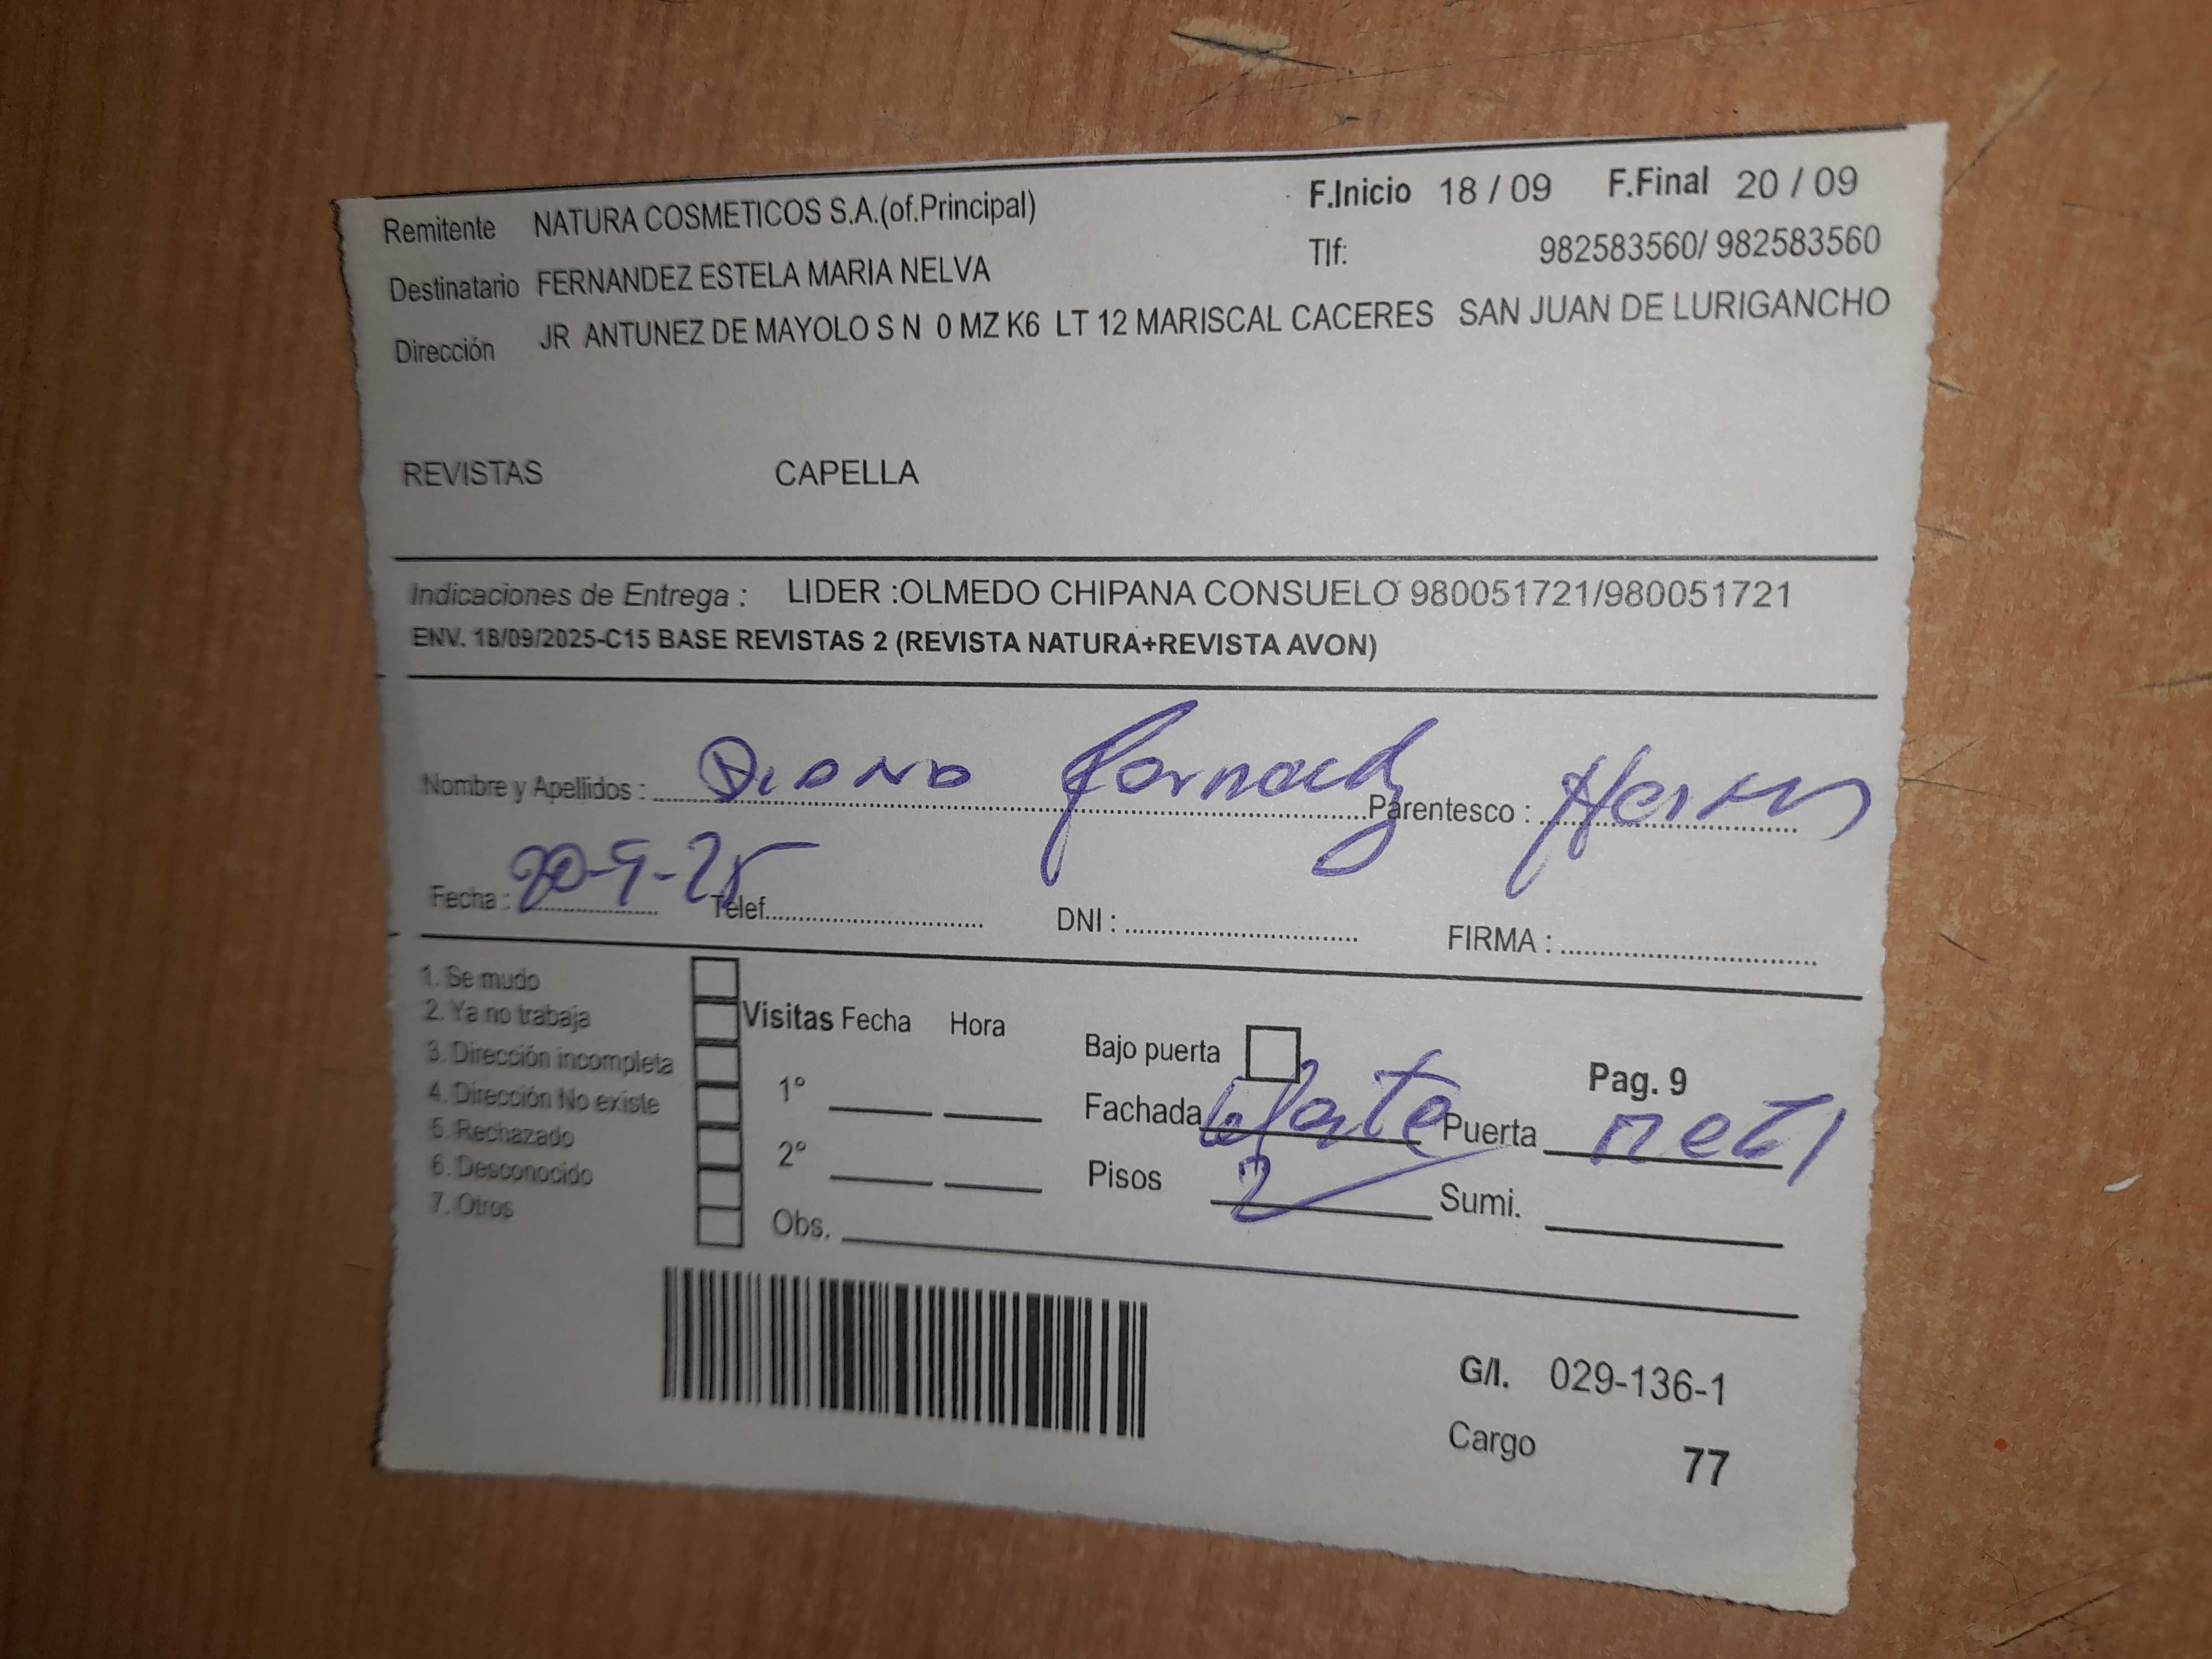 Remitente NATURA COSMETICOS S.A.(of.Principal) F.Inicio 18 / 09 F.Final 20 / 09
Destinatario FERNANDEZ ESTELA MARIA NELVA Tlf: 982583560/ 982583560
Dirección JR ANTUNEZ DE MAYOLO S N 0 MZ K6 LT 12 MARISCAL CACERES SAN JUAN DE LURIGANCHO
REVISTAS CAPELLA
Indicaciones de Entrega : LIDER :OLMEDO CHIPANA CONSUELO 980051721/980051721
ENV. 18/09/2025-C15 BASE REVISTAS 2 (REVISTA NATURA+REVISTA AVON)
Nombre y Apellidos : Diana Parentesco :
Fecha : 20-9-25 Telef. DNI : FIRMA :
1. Se mudo
2. Ya no trabaja Visitas Fecha Hora
3. Dirección incompleta Bajo puerta Pag. 9
4. Dirección No existe 1° Fachada Puerta
5. Rechazado
6. Desconocido 2° Pisos 2 Sumi.
7. Otros Obs.
G/I. 029-136-1
Cargo 77